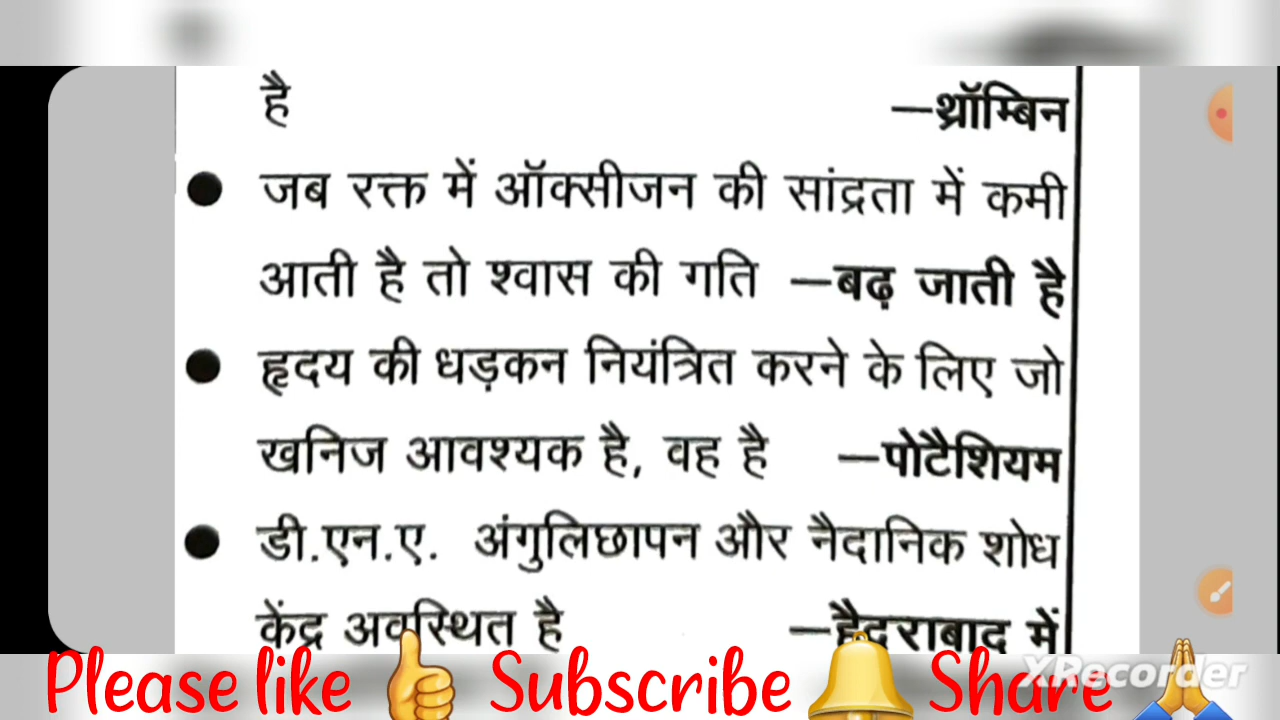 है —थ्रॉम्बिन
● जब रक्त में ऑक्सीजन की सांद्रता में कमी
आती है तो श्वास की गति —बढ़ जाती है
● हृदय की धड़कन नियंत्रित करने के लिए जो
खनिज आवश्यक है, वह है —पोटैशियम
● डी.एन.ए. अंगुलिछापन और नैदानिक शोध
केंद्र अवस्थित है —हैदराबाद में
Please like 👍 Subscribe 🔔 Share 🙏
XRecorder